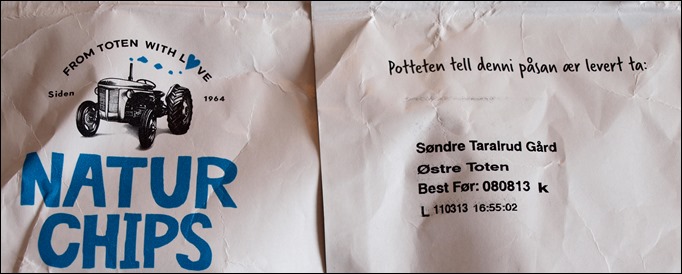 FROM TOTEN WITH LOVE
Siden 1964
NATUR
CHIPS
Potteten tell denni påsan ær levert ta:
Søndre Taralrud Gård
Østre Toten
Best Før: 080813 k
L 110313 16:55:02